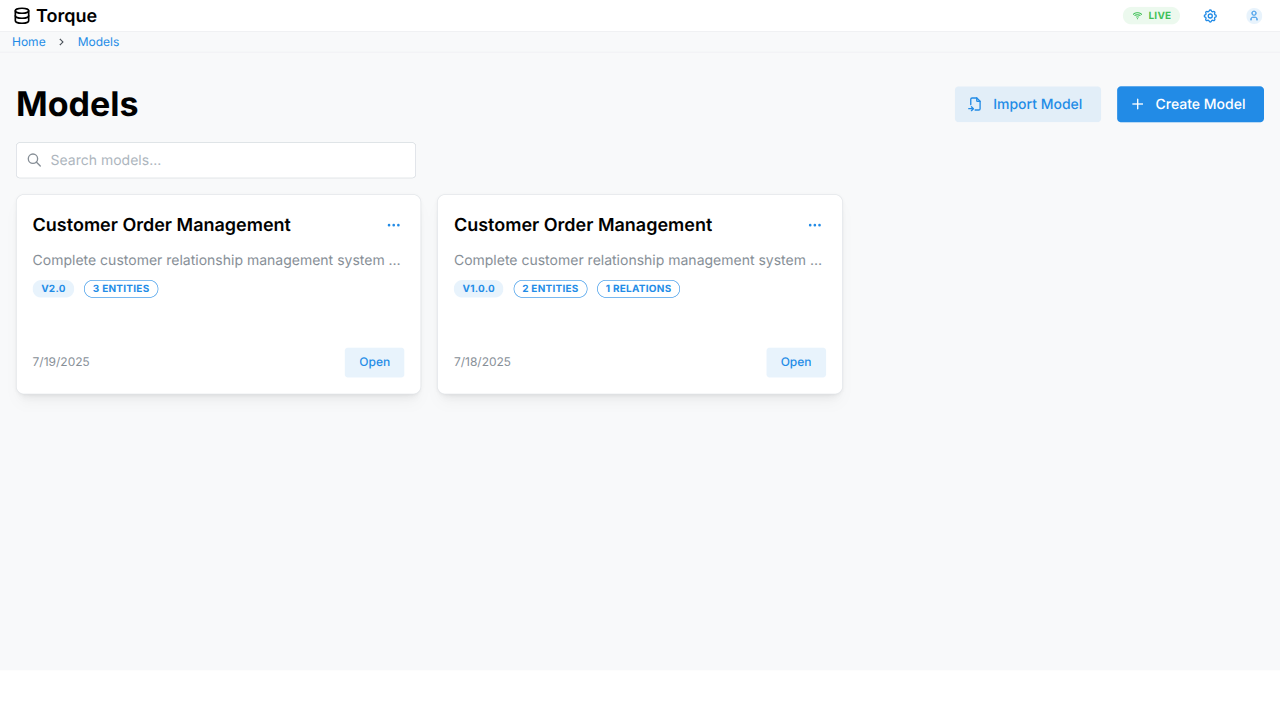 Torque
LIVE
Home
Models
Models
Import Model
Create Model
Search models...
Customer Order Management
Complete customer relationship management system ...
V2.0
3 ENTITIES
7/19/2025
Open
Customer Order Management
Complete customer relationship management system ...
V1.0.0
2 ENTITIES
1 RELATIONS
7/18/2025
Open